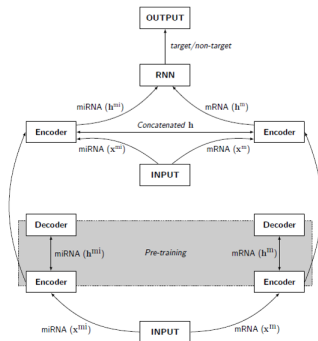 OUTPUT
target/non-target
RNN
miRNA (h^mi)
mRNA (h^m)
Concatenated h
Encoder
Encoder
miRNA (x^mi)
mRNA (x^m)
INPUT
Decoder
Decoder
miRNA (h^mi)
Pre-training
mRNA (h^m)
Encoder
Encoder
miRNA (x^mi)
INPUT
mRNA (x^m)